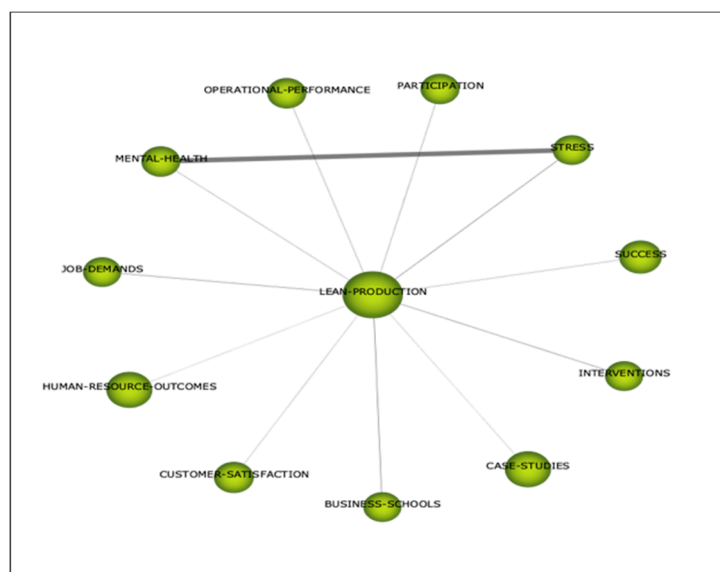 PARTICIPATION
OPERATIONAL-PERFORMANCE
STRESS
MENTAL-HEALTH
SUCCESS
JOB-DEMANDS
LEAN-PRODUCTION
INTERVENTIONS
HUMAN-RESOURCE-OUTCOMES
CASE-STUDIES
CUSTOMER-SATISFACTION
BUSINESS-SCHOOLS